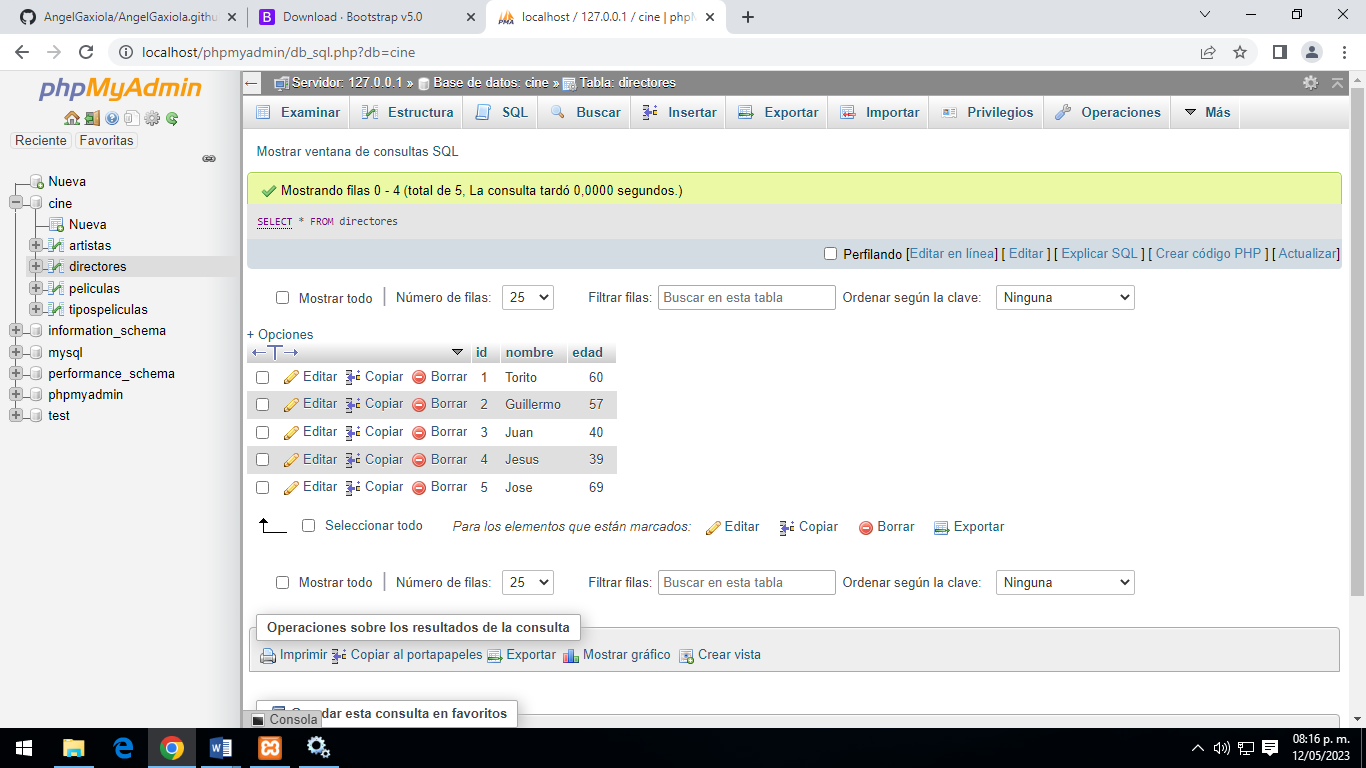 AngelGaxiola/AngelGaxiola.githu
Download · Bootstrap v5.0
localhost / 127.0.0.1 / cine | phpM
localhost/phpmyadmin/db_sql.php?db=cine
phpMyAdmin
Reciente Favoritas
Nueva
cine
Nueva
artistas
directores
peliculas
tipospeliculas
information_schema
mysql
performance_schema
phpmyadmin
test
Servidor: 127.0.0.1 » Base de datos: cine » Tabla: directores
Examinar Estructura SQL Buscar Insertar Exportar Importar Privilegios Operaciones Más
Mostrar ventana de consultas SQL
Mostrando filas 0 - 4 (total de 5, La consulta tardó 0,0000 segundos.)
SELECT * FROM directores
Perfilando [Editar en línea] [ Editar ] [ Explicar SQL ] [ Crear código PHP ] [ Actualizar]
Mostrar todo | Número de filas: 25 Filtrar filas: Buscar en esta tabla Ordenar según la clave: Ninguna
+ Opciones
←T→ id nombre edad
Editar Copiar Borrar 1 Torito 60
Editar Copiar Borrar 2 Guillermo 57
Editar Copiar Borrar 3 Juan 40
Editar Copiar Borrar 4 Jesus 39
Editar Copiar Borrar 5 Jose 69
Seleccionar todo Para los elementos que están marcados: Editar Copiar Borrar Exportar
Mostrar todo | Número de filas: 25 Filtrar filas: Buscar en esta tabla Ordenar según la clave: Ninguna
Operaciones sobre los resultados de la consulta
Imprimir Copiar al portapapeles Exportar Mostrar gráfico Crear vista
dar esta consulta en favoritos
Consola
08:16 p. m.
12/05/2023